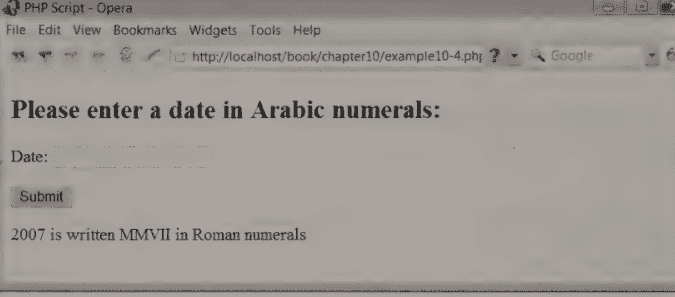 PHP Script - Opera
File Edit View Bookmarks Widgets Tools Help
http://localhost/book/chapter10/example10-4.php ? Google
Please enter a date in Arabic numerals:
Date:
Submit
2007 is written MMVII in Roman numerals